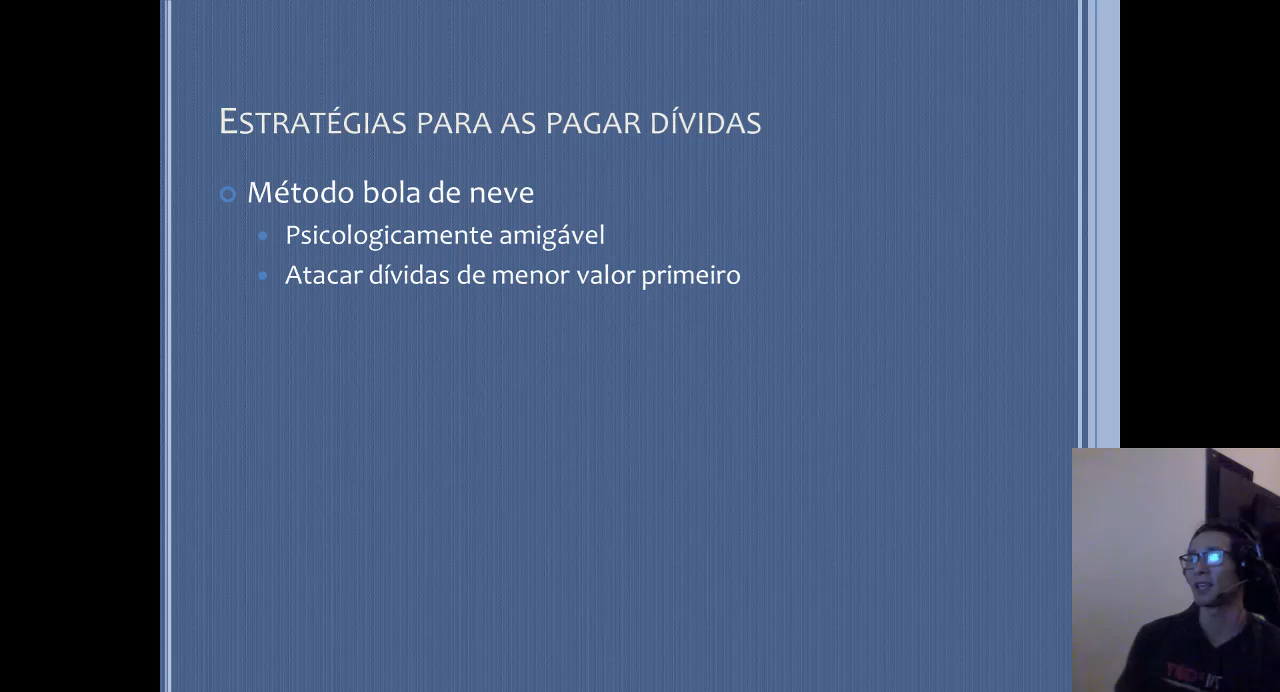 Estratégias para as pagar dívidas
Método bola de neve
Psicologicamente amigável
Atacar dívidas de menor valor primeiro